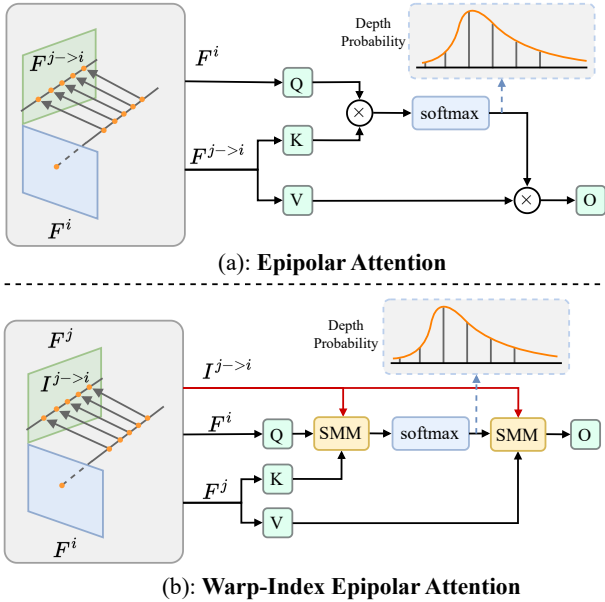 F^{j->i}
F^i
F^i
F^{j->i}
Q
K
V
×
softmax
Depth
Probability
×
O
(a): Epipolar Attention
F^j
I^{j->i}
F^i
I^{j->i}
F^i
F^j
Q
K
V
SMM
softmax
Depth
Probability
SMM
O
(b): Warp-Index Epipolar Attention